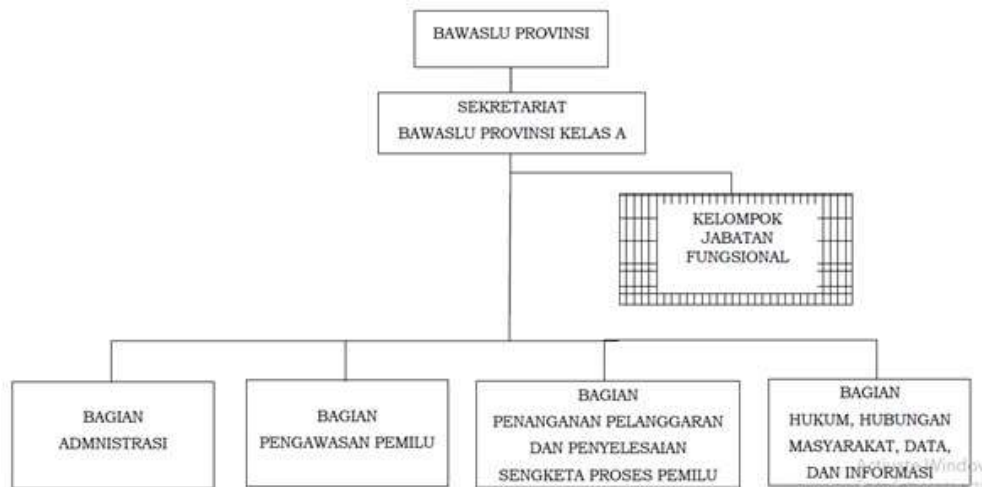 BAWASLU PROVINSI
SEKRETARIAT
BAWASLU PROVINSI KELAS A
KELOMPOK
JABATAN
FUNGSIONAL
BAGIAN
ADMNISTRASI
BAGIAN
PENGAWASAN PEMILU
BAGIAN
PENANGANAN PELANGGARAN
DAN PENYELESAIAN
SENGKETA PROSES PEMILU
BAGIAN
HUKUM, HUBUNGAN
MASYARAKAT, DATA,
DAN INFORMASI